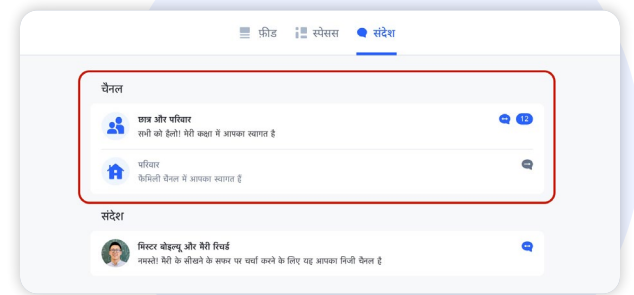 फ़ीड स्पेसस संदेश
चैनल
छात्र और परिवार
12
सभी को हैलो! मेरी कक्षा में आपका स्वागत है
परिवार
फैमिली चैनल में आपका स्वागत हैं
संदेश
मिस्टर बोइल्यू और मैरी रिचर्ड
नमस्ते! मैरी के सीखने के सफर पर चर्चा करने के लिए यह आपका निजी चैनल है